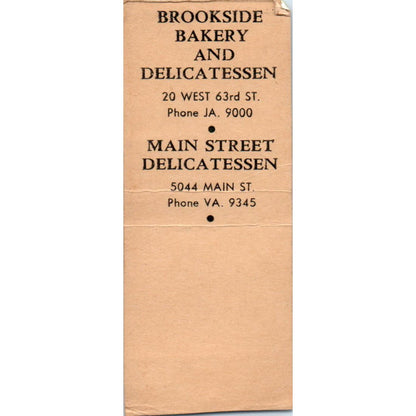 BROOKSIDE
BAKERY
AND
DELICATESSEN
20 WEST 63rd ST.
Phone JA. 9000
•
MAIN STREET
DELICATESSEN
5044 MAIN ST.
Phone VA. 9345
•